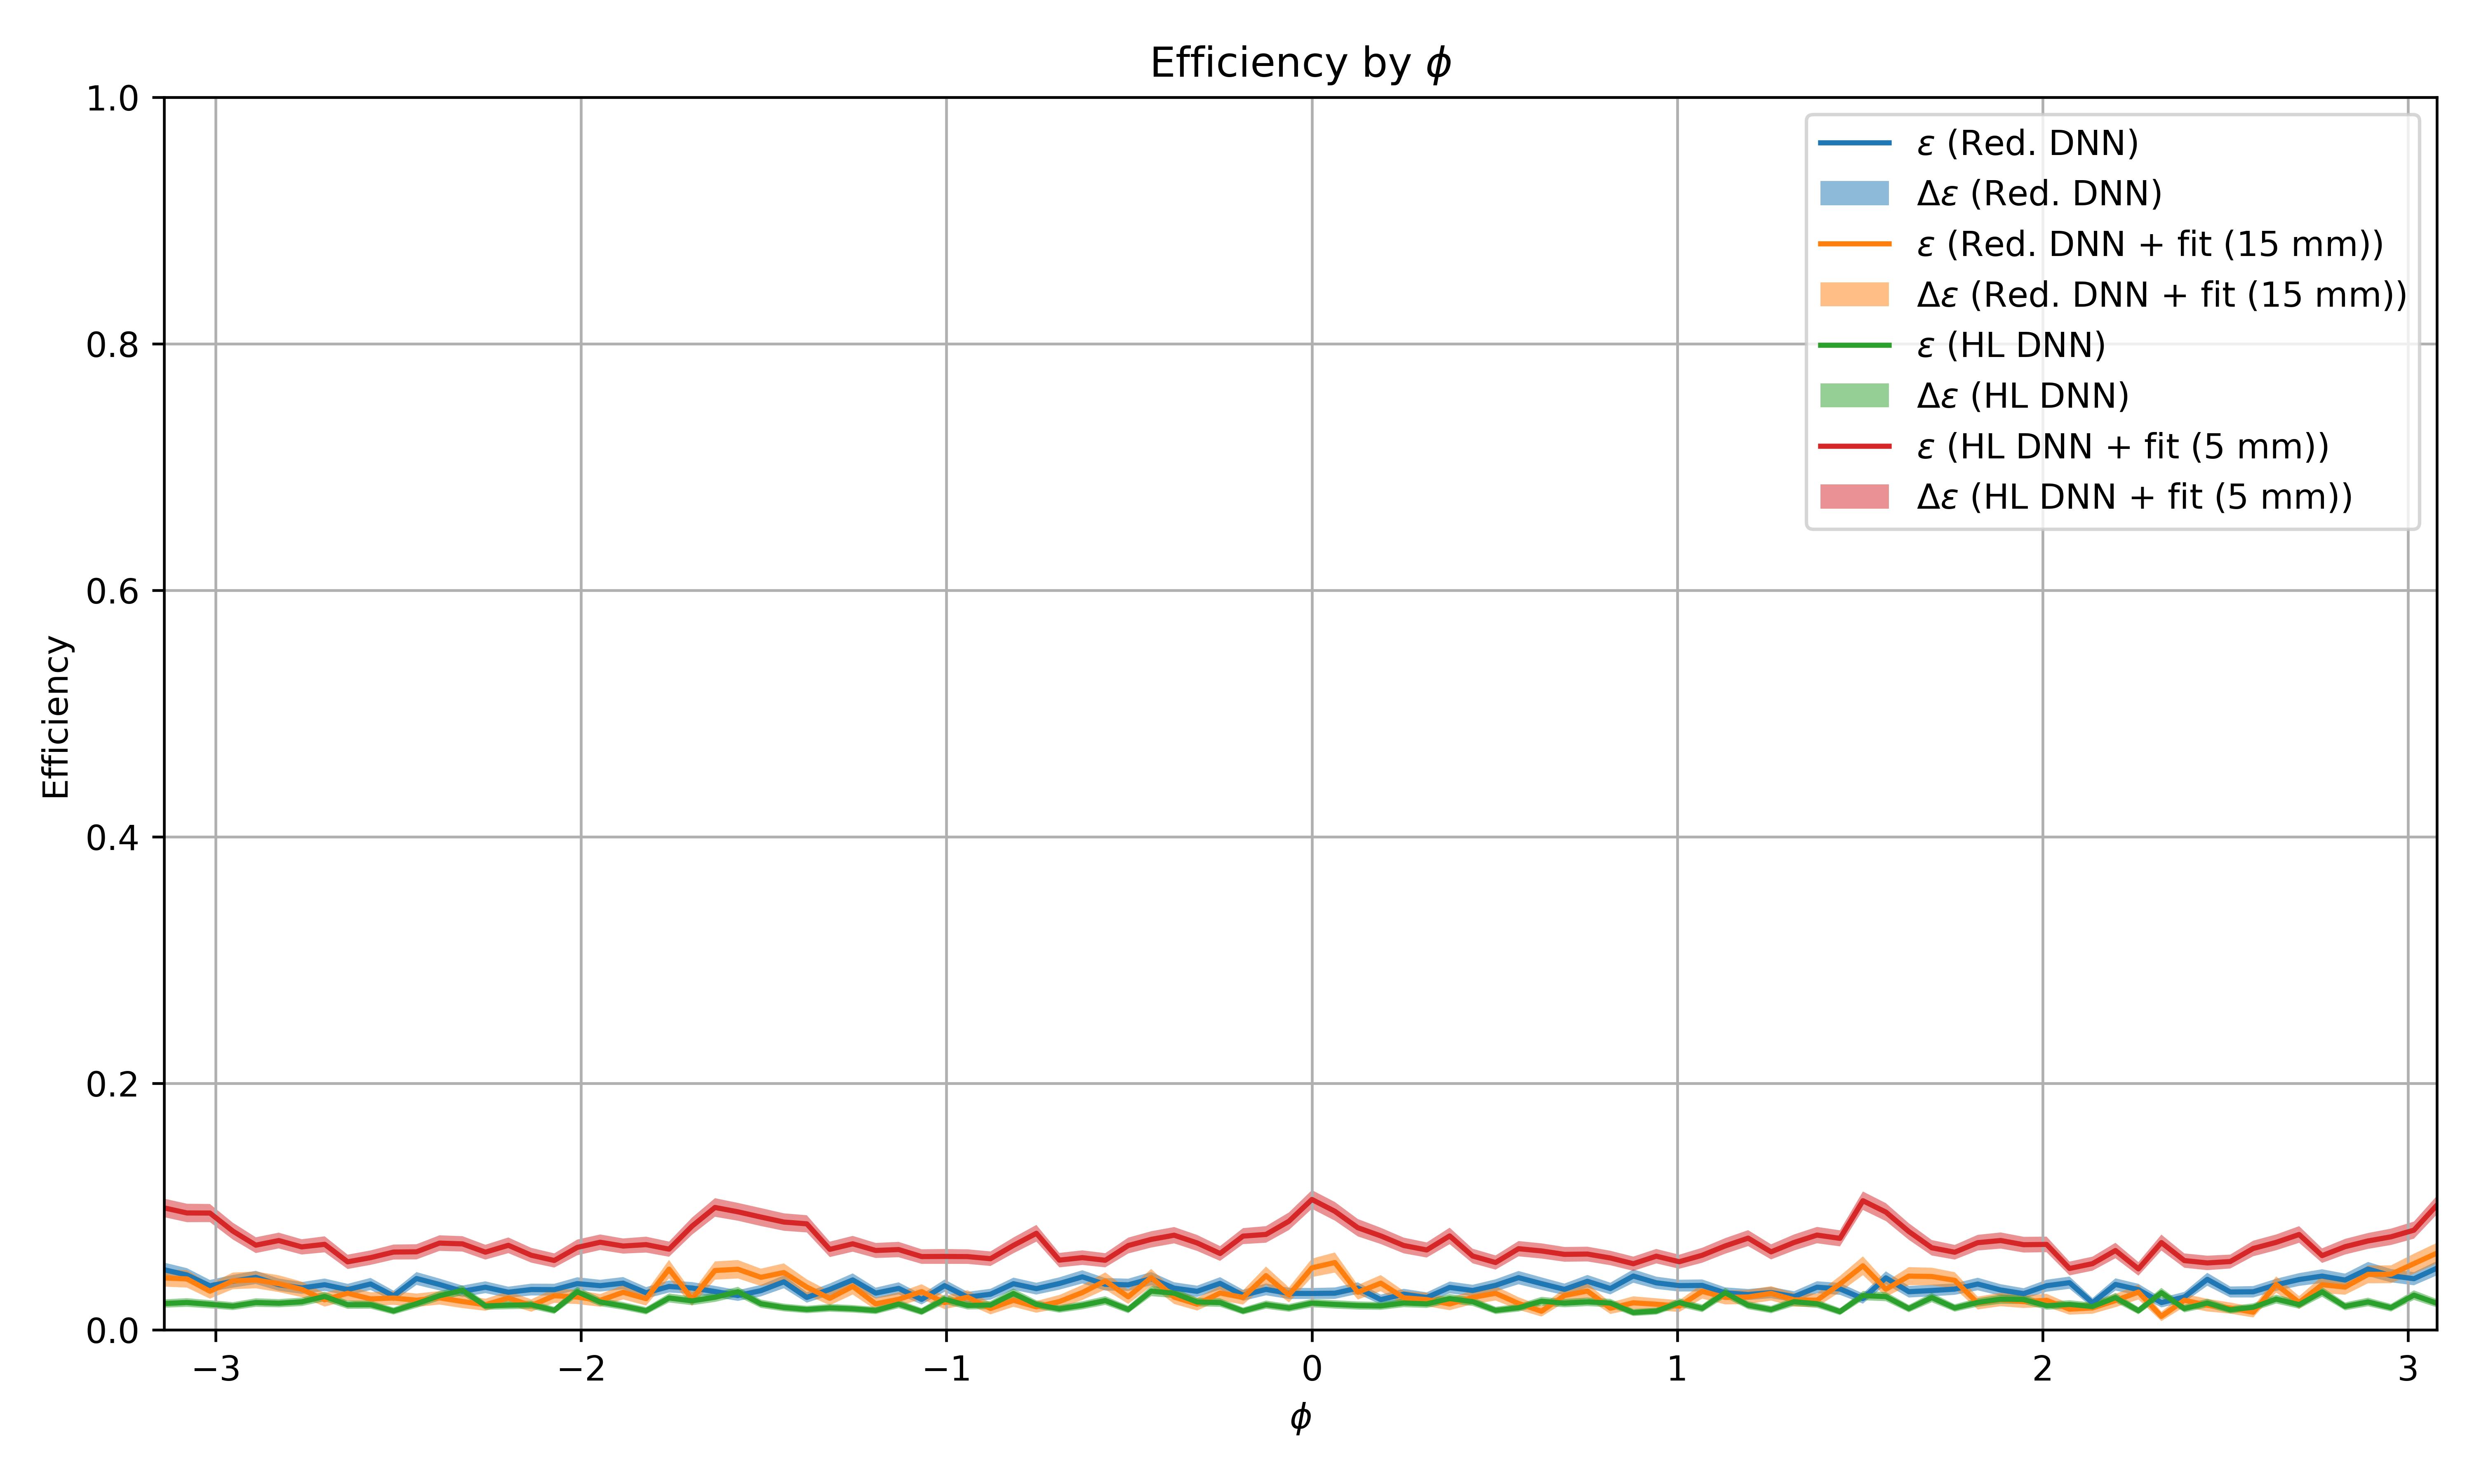 Efficiency by ϕ
1.0
0.8
0.6
0.4
0.2
0.0
Efficiency
−3
−2
−1
0
1
2
3
ϕ
ε (Red. DNN)
Δε (Red. DNN)
ε (Red. DNN + fit (15 mm))
Δε (Red. DNN + fit (15 mm))
ε (HL DNN)
Δε (HL DNN)
ε (HL DNN + fit (5 mm))
Δε (HL DNN + fit (5 mm))